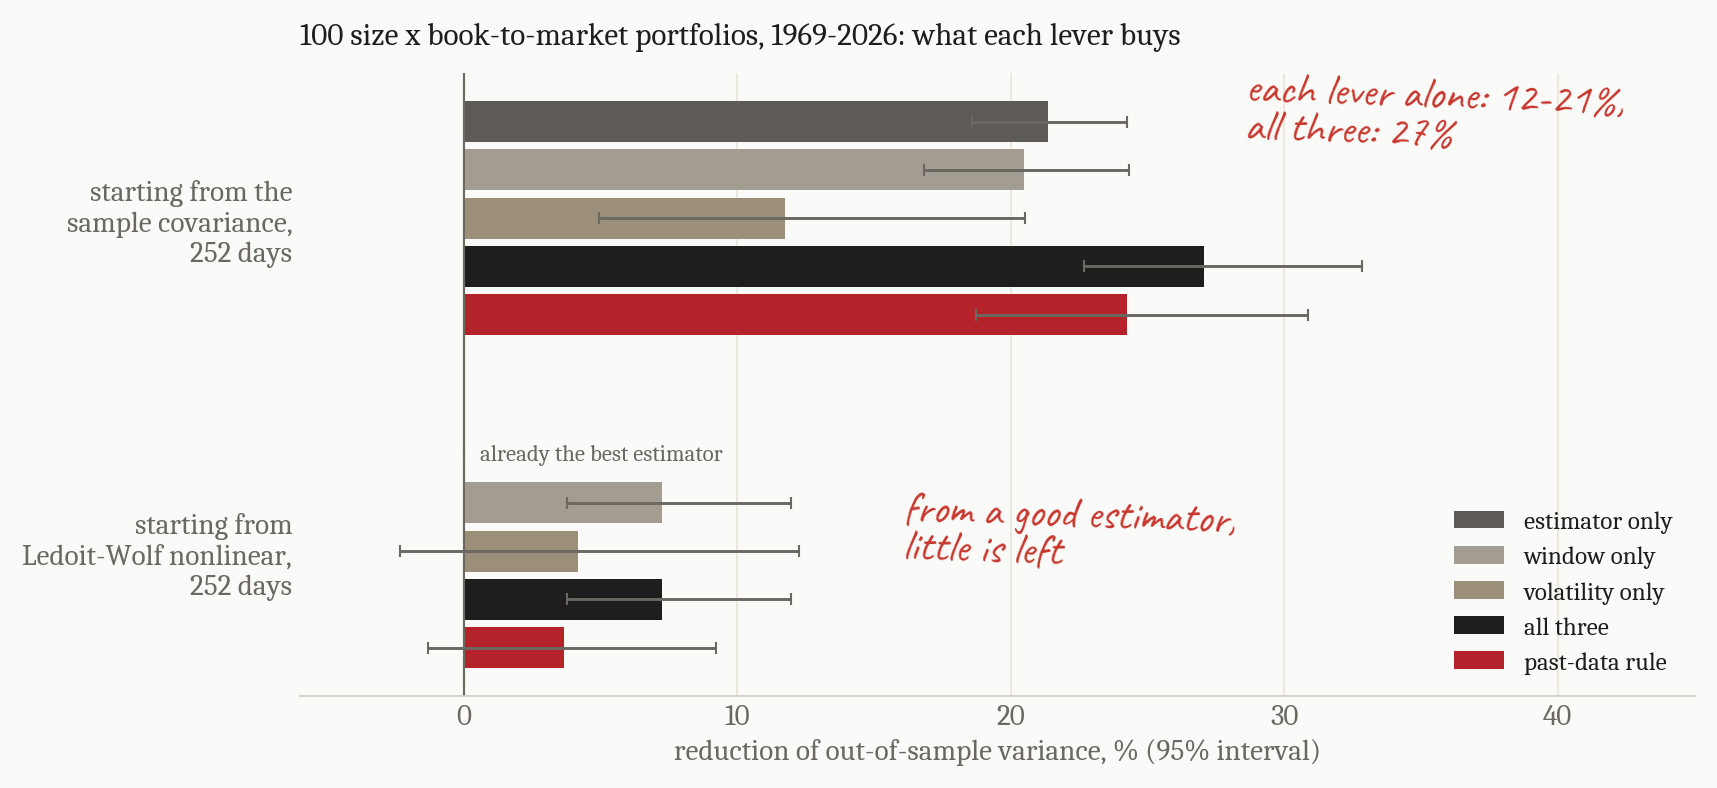 100 size x book-to-market portfolios, 1969-2026: what each lever buys
each lever alone: 12-21%,
all three: 27%
starting from the
sample covariance,
252 days
already the best estimator
starting from
Ledoit-Wolf nonlinear,
252 days
from a good estimator,
little is left
estimator only
window only
volatility only
all three
past-data rule
0 10 20 30 40
reduction of out-of-sample variance, % (95% interval)